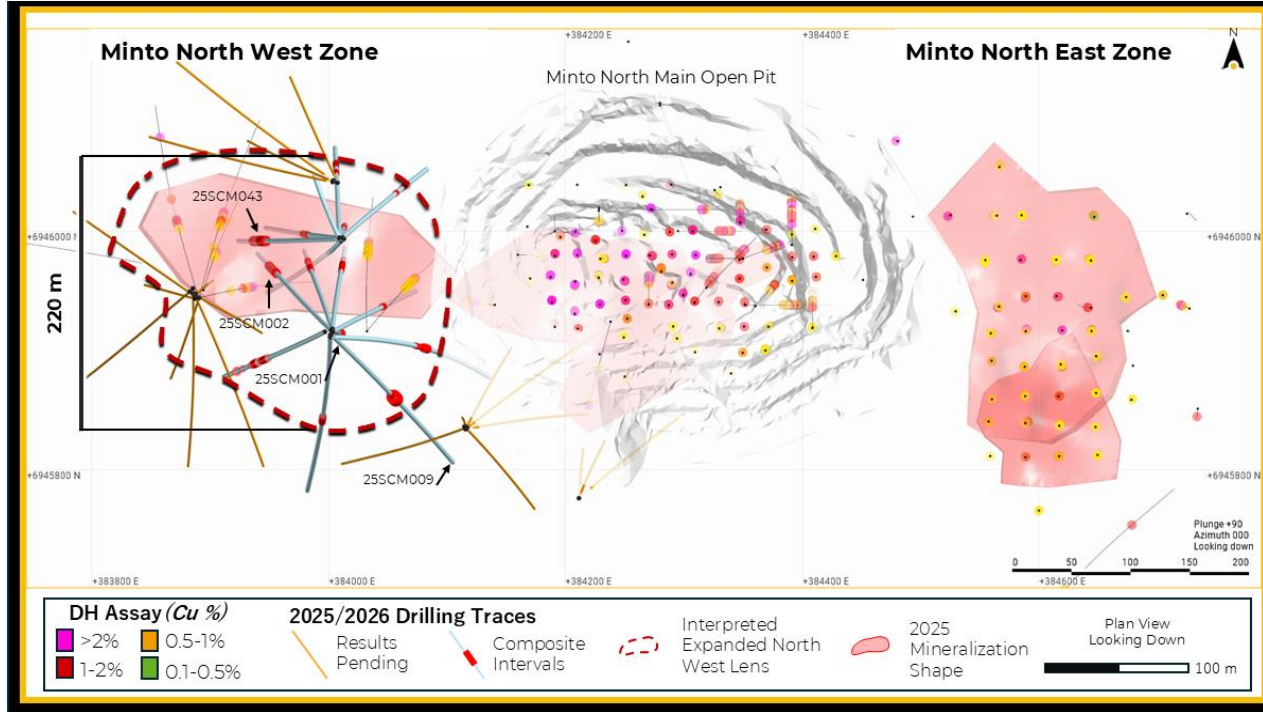 Minto North West Zone
+384200 E
+384400 E
Minto North East Zone
N
Minto North Main Open Pit
25SCM043
+6946000 N
+6946000 N
220 m
25SCM002
25SCM001
25SCM009
+6945800 N
+6945800 N
Plunge +90
Azimuth 000
Looking down
0 50 100 150 200
+383800 E
+384000 E
+384200 E
+384400 E
+384600 E
DH Assay (Cu %)
>2%
0.5-1%
1-2%
0.1-0.5%
2025/2026 Drilling Traces
Results
Pending
Composite
Intervals
Interpreted
Expanded North
West Lens
2025
Mineralization
Shape
Plan View
Looking Down
100 m